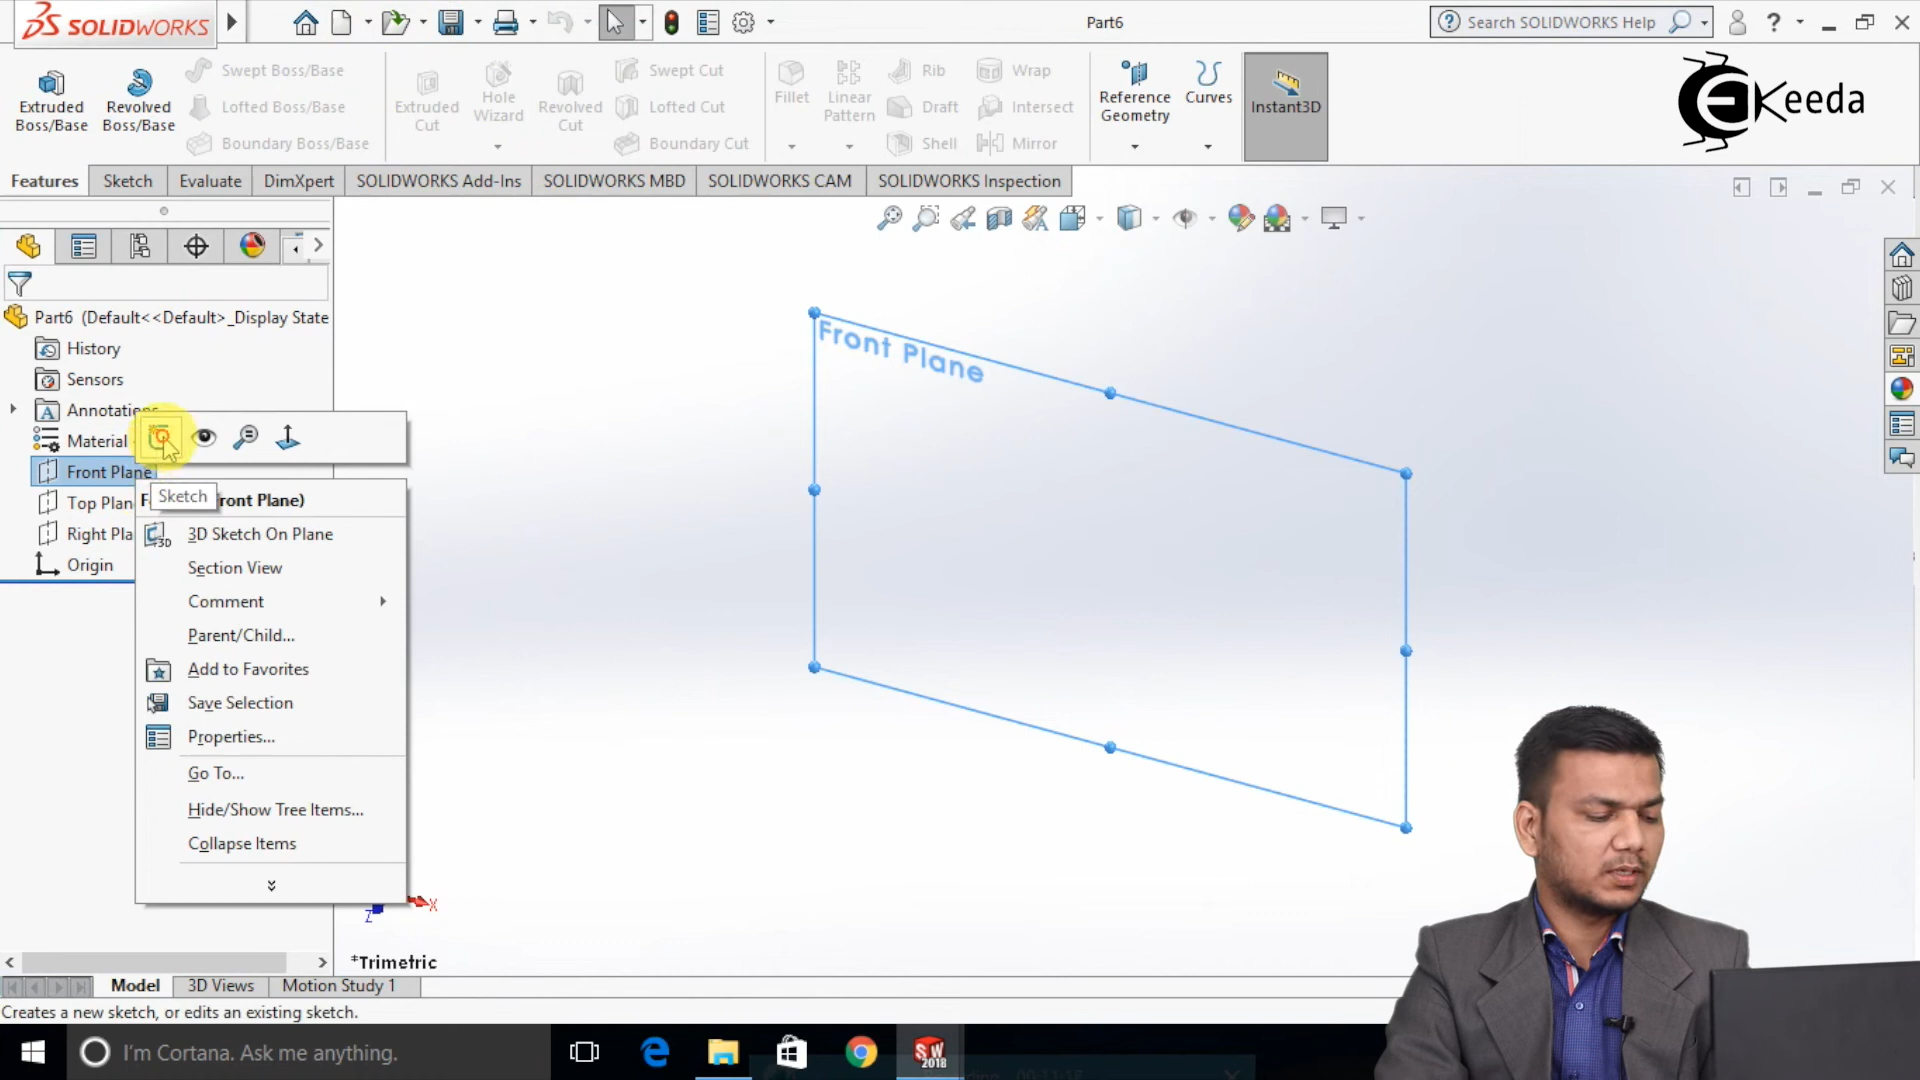 SOLIDWORKS
Part6
Search SOLIDWORKS Help
Extruded Boss/Base
Revolved Boss/Base
Swept Boss/Base
Lofted Boss/Base
Boundary Boss/Base
Extruded Cut
Hole Wizard
Revolved Cut
Swept Cut
Lofted Cut
Boundary Cut
Fillet
Linear Pattern
Rib
Draft
Shell
Wrap
Intersect
Mirror
Reference Geometry
Curves
Instant3D
EKeeda
Features
Sketch
Evaluate
DimXpert
SOLIDWORKS Add-Ins
SOLIDWORKS MBD
SOLIDWORKS CAM
SOLIDWORKS Inspection
Part6 (Default<<Default>_Display State
History
Sensors
Annotations
Material
Front Plane
Top Plan
Right Pla
Origin
Sketch
ront Plane)
3D Sketch On Plane
Section View
Comment
Parent/Child...
Add to Favorites
Save Selection
Properties...
Go To...
Hide/Show Tree Items...
Collapse Items
Front Plane
Z
X
*Trimetric
Model
3D Views
Motion Study 1
Creates a new sketch, or edits an existing sketch.
I'm Cortana. Ask me anything.
SW
2018